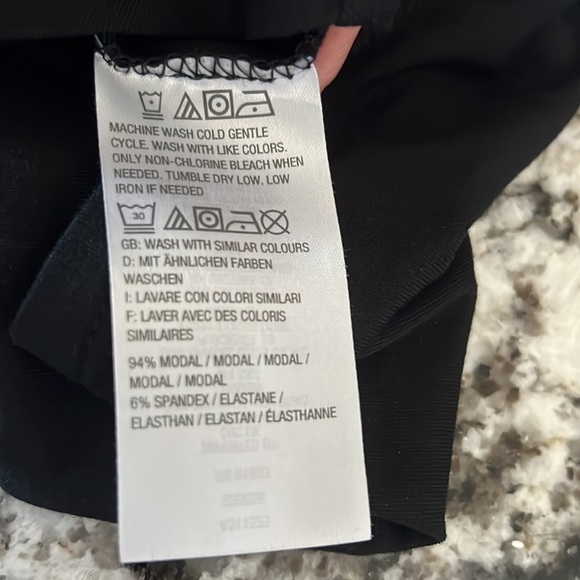 MACHINE WASH COLD GENTLE
CYCLE. WASH WITH LIKE COLORS.
ONLY NON-CHLORINE BLEACH WHEN
NEEDED. TUMBLE DRY LOW. LOW
IRON IF NEEDED
30
GB: WASH WITH SIMILAR COLOURS
D: MIT ÄHNLICHEN FARBEN
WASCHEN
I: LAVARE CON COLORI SIMILARI
F: LAVER AVEC DES COLORIS
SIMILAIRES
94% MODAL / MODAL / MODAL /
MODAL / MODAL
6% SPANDEX / ELASTANE /
ELASTHAN / ELASTAN / ÉLASTHANNE